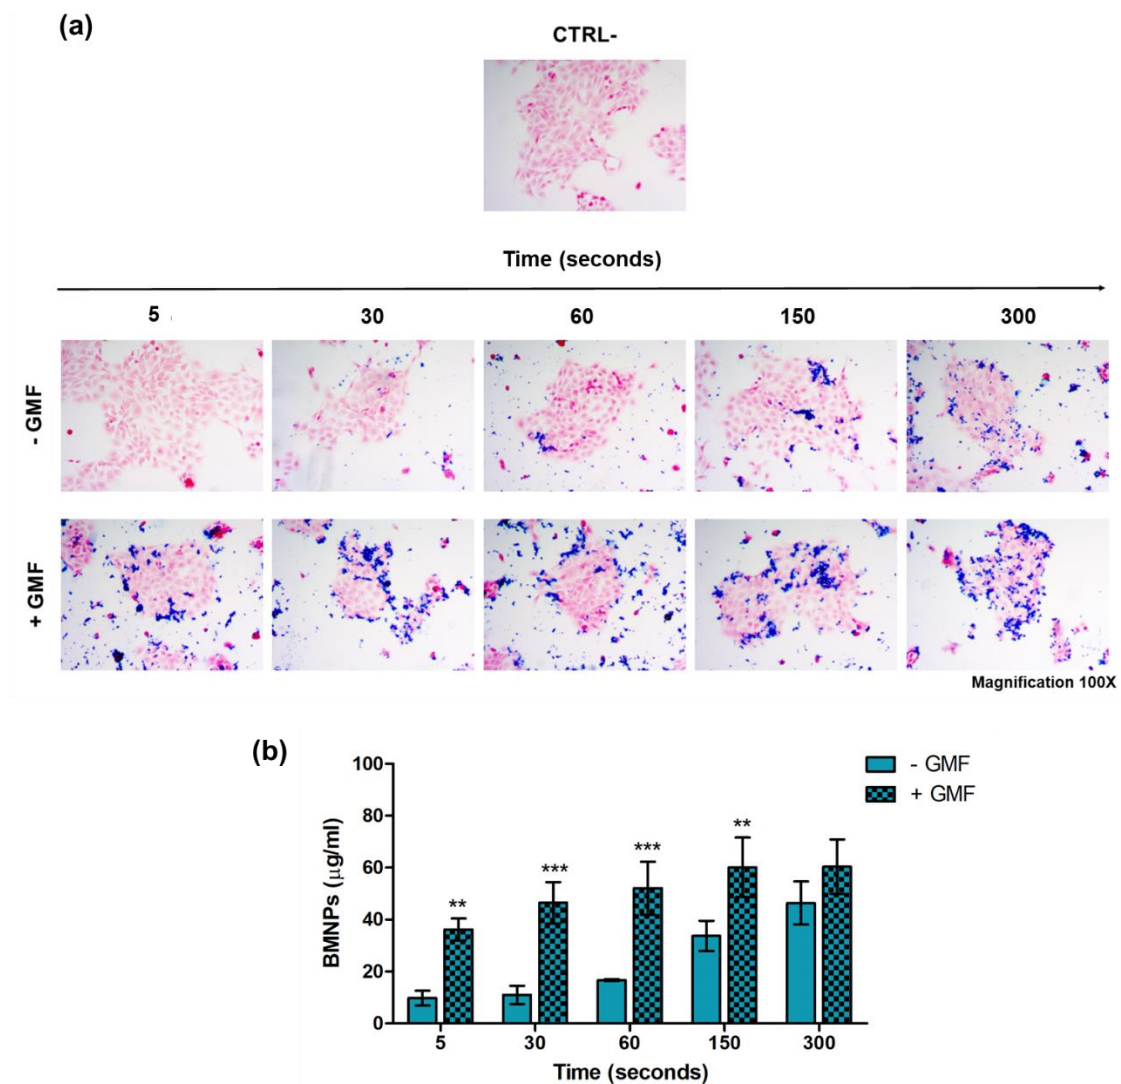 (a)
CTRL-
Time (seconds)
5 30 60 150 300
- GMF
+ GMF
Magnification 100X
(b)
100
80
60
40
20
0
BMNPs (µg/ml)
- GMF
+ GMF
** *** *** **
5 30 60 150 300
Time (seconds)